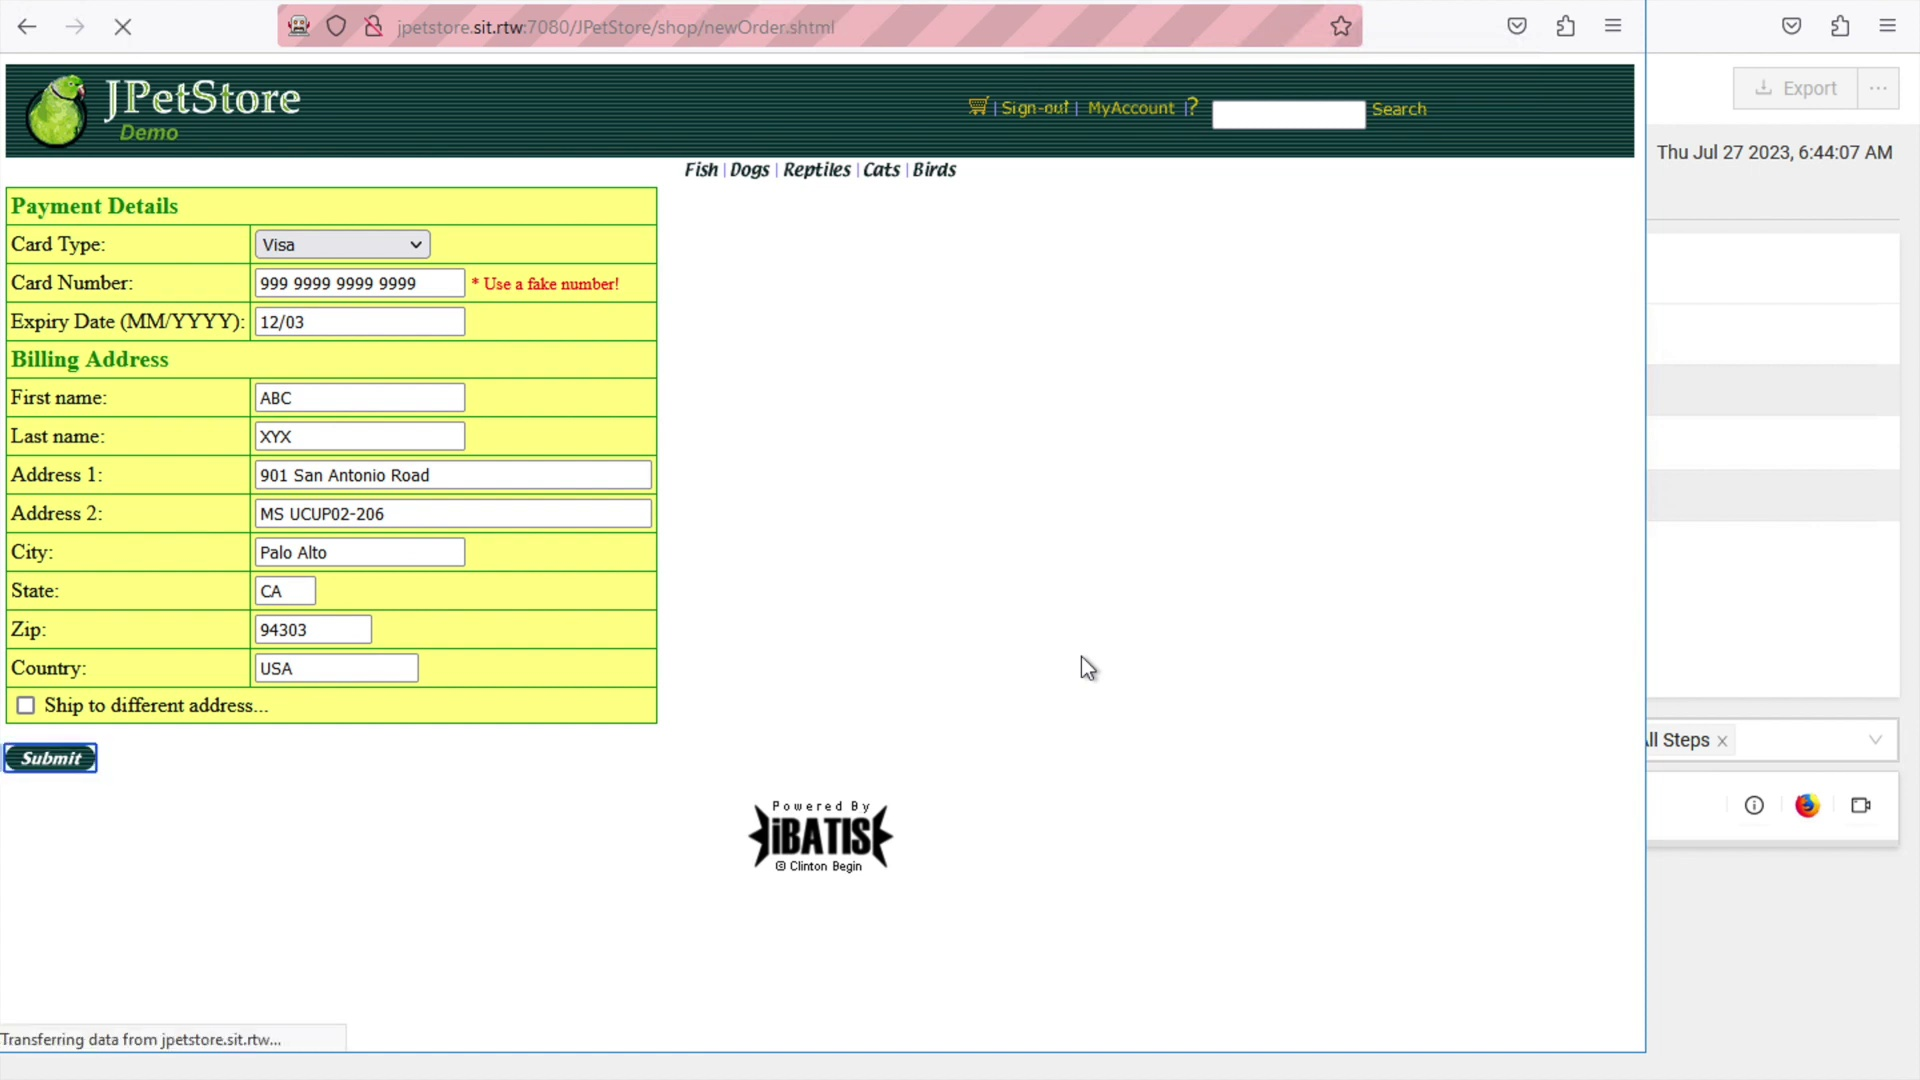 jpetstore.sit.rtw:7080/JPetStore/shop/newOrder.shtml
Export
JPetStore
Demo
| Sign-out | MyAccount | ? Search
Thu Jul 27 2023, 6:44:07 AM
Fish | Dogs | Reptiles | Cats | Birds
Payment Details
Card Type: Visa
Card Number: 999 9999 9999 9999 * Use a fake number!
Expiry Date (MM/YYYY): 12/03
Billing Address
First name: ABC
Last name: XYX
Address 1: 901 San Antonio Road
Address 2: MS UCUP02-206
City: Palo Alto
State: CA
Zip: 94303
Country: USA
Ship to different address...
ll Steps
Submit
Powered By
iBATIS
© Clinton Begin
Transferring data from jpetstore.sit.rtw...